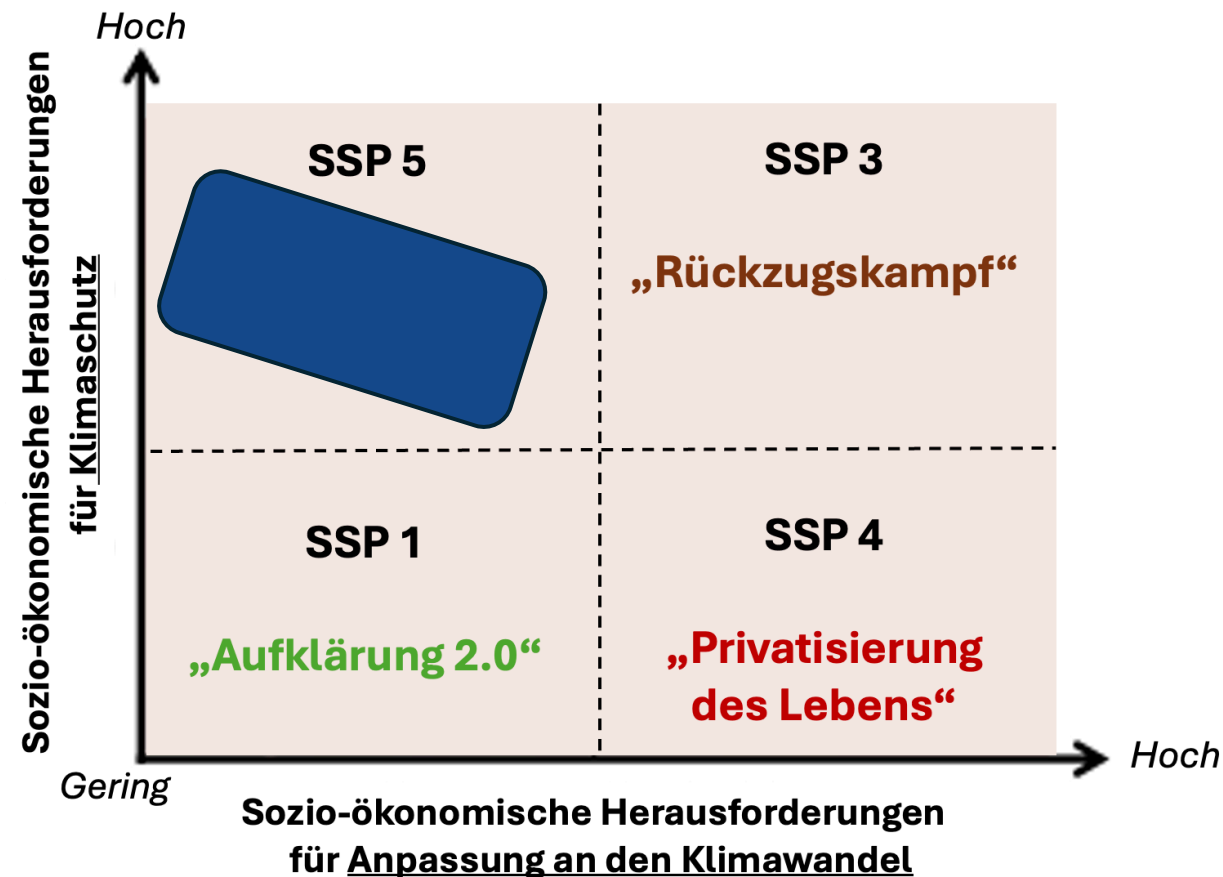 Hoch
Sozio-ökonomische Herausforderungen
für Klimaschutz
SSP 5
SSP 3
„Rückzugskampf“
SSP 1
„Aufklärung 2.0“
SSP 4
„Privatisierung
des Lebens“
Gering
Hoch
Sozio-ökonomische Herausforderungen
für Anpassung an den Klimawandel